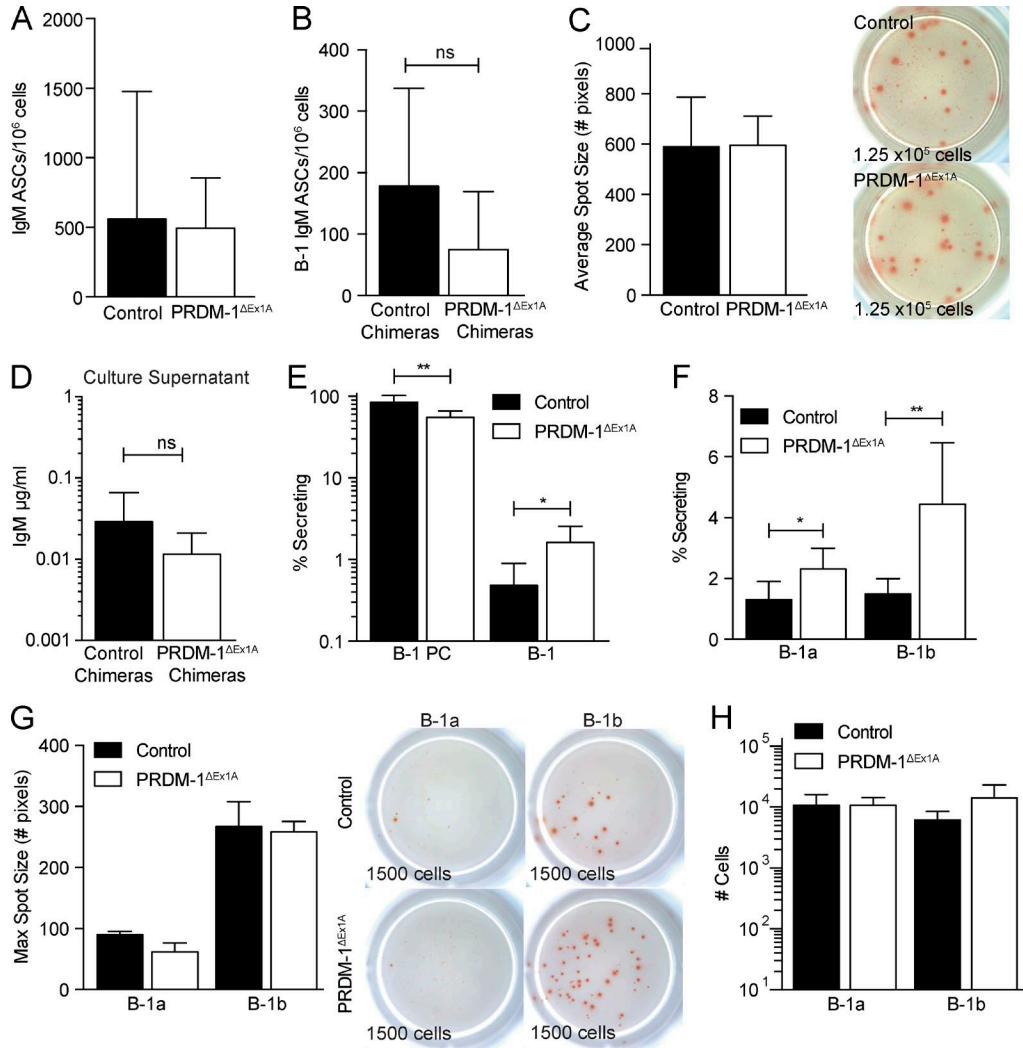 A
IgM ASCs/10⁶ cells
2000
1500
1000
500
0
Control PRDM-1ΔEx1A
B
B-1 IgM ASCs/10⁶ cells
400
300
200
100
0
ns
Control PRDM-1ΔEx1A
Chimeras Chimeras
C
Average Spot Size (# pixels)
1000
800
600
400
200
0
Control PRDM-1ΔEx1A
Control
1.25 x10⁵ cells
PRDM-1ΔEx1A
1.25 x10⁵ cells
D
Culture Supernatant
IgM µg/ml
1
0.1
0.01
0.001
ns
Control PRDM-1ΔEx1A
Chimeras Chimeras
E
% Secreting
100
10
1
0.1
**
*
Control
PRDM-1ΔEx1A
B-1 PC B-1
F
% Secreting
8
6
4
2
0
Control
PRDM-1ΔEx1A
*
**
B-1a B-1b
G
Max Spot Size (# pixels)
400
300
200
100
0
Control
PRDM-1ΔEx1A
B-1a B-1b
B-1a B-1b
Control
1500 cells 1500 cells
PRDM-1ΔEx1A
1500 cells 1500 cells
H
# Cells
10⁵
10⁴
10³
10²
10¹
Control
PRDM-1ΔEx1A
B-1a B-1b